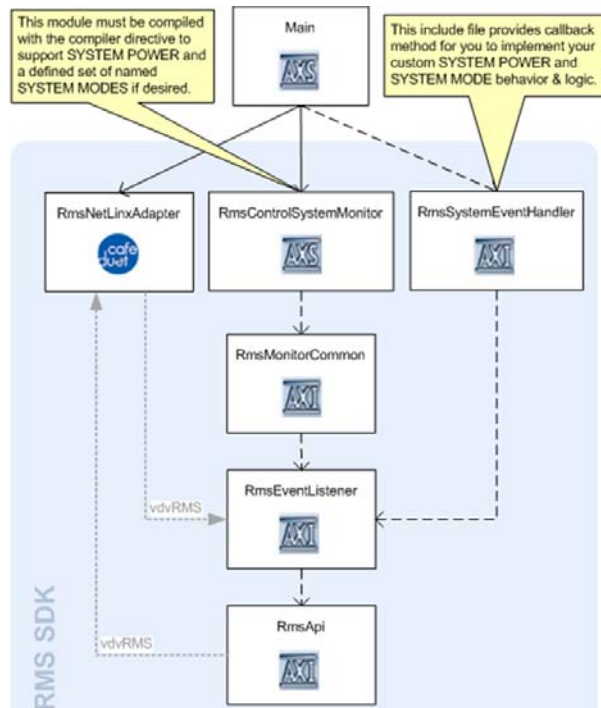 This module must be compiled
with the compiler directive to
support SYSTEM POWER and
a defined set of named
SYSTEM MODES if desired.
Main
AXS
This include file provides callback
method for you to implement your
custom SYSTEM POWER and
SYSTEM MODE behavior & logic.
RmsNetLinxAdapter
cafe
duet
RmsControlSystemMonitor
AXS
RmsSystemEventHandler
AXI
RmsMonitorCommon
AXI
RmsEventListener
AXI
vdvRMS
RmsApi
AXI
vdvRMS
RMS SDK